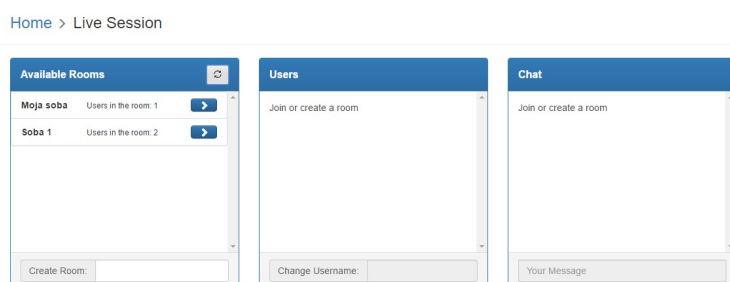 Home > Live Session
Available Rooms
Moja soba Users in the room: 1
Soba 1 Users in the room: 2
Create Room:
Users
Join or create a room
Change Username:
Chat
Join or create a room
Your Message